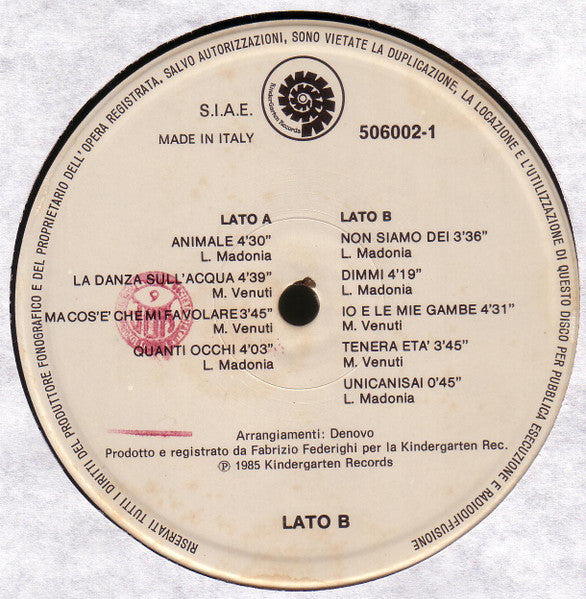 RISERVATI TUTTI I DIRITTI DEL PRODUTTORE FONOGRAFICO E DEL PROPRIETARIO DELL'OPERA REGISTRATA. SALVO AUTORIZZAZIONI, SONO VIETATE LA DUPLICAZIONE, LA LOCAZIONE E L'UTILIZZAZIONE DI QUESTO DISCO PER PUBBLICA ESECUZIONE E RADIODIFFUSIONE
Kindergarten Records
S.I.A.E.
MADE IN ITALY
506002-1
LATO A
ANIMALE 4'30"
L. Madonia
LA DANZA SULL'ACQUA 4'39"
M. Venuti
MA COS'E' CHE MI FAVOLARE 3'45"
M. Venuti
QUANTI OCCHI 4'03"
L. Madonia
LATO B
NON SIAMO DEI 3'36"
L. Madonia
DIMMI 4'19"
L. Madonia
IO E LE MIE GAMBE 4'31"
M. Venuti
TENERA ETA' 3'45"
M. Venuti
UNICANISAI 0'45"
L. Madonia
Arrangiamenti: Denovo
Prodotto e registrato da Fabrizio Federighi per la Kindergarten Rec.
℗ 1985 Kindergarten Records
LATO B